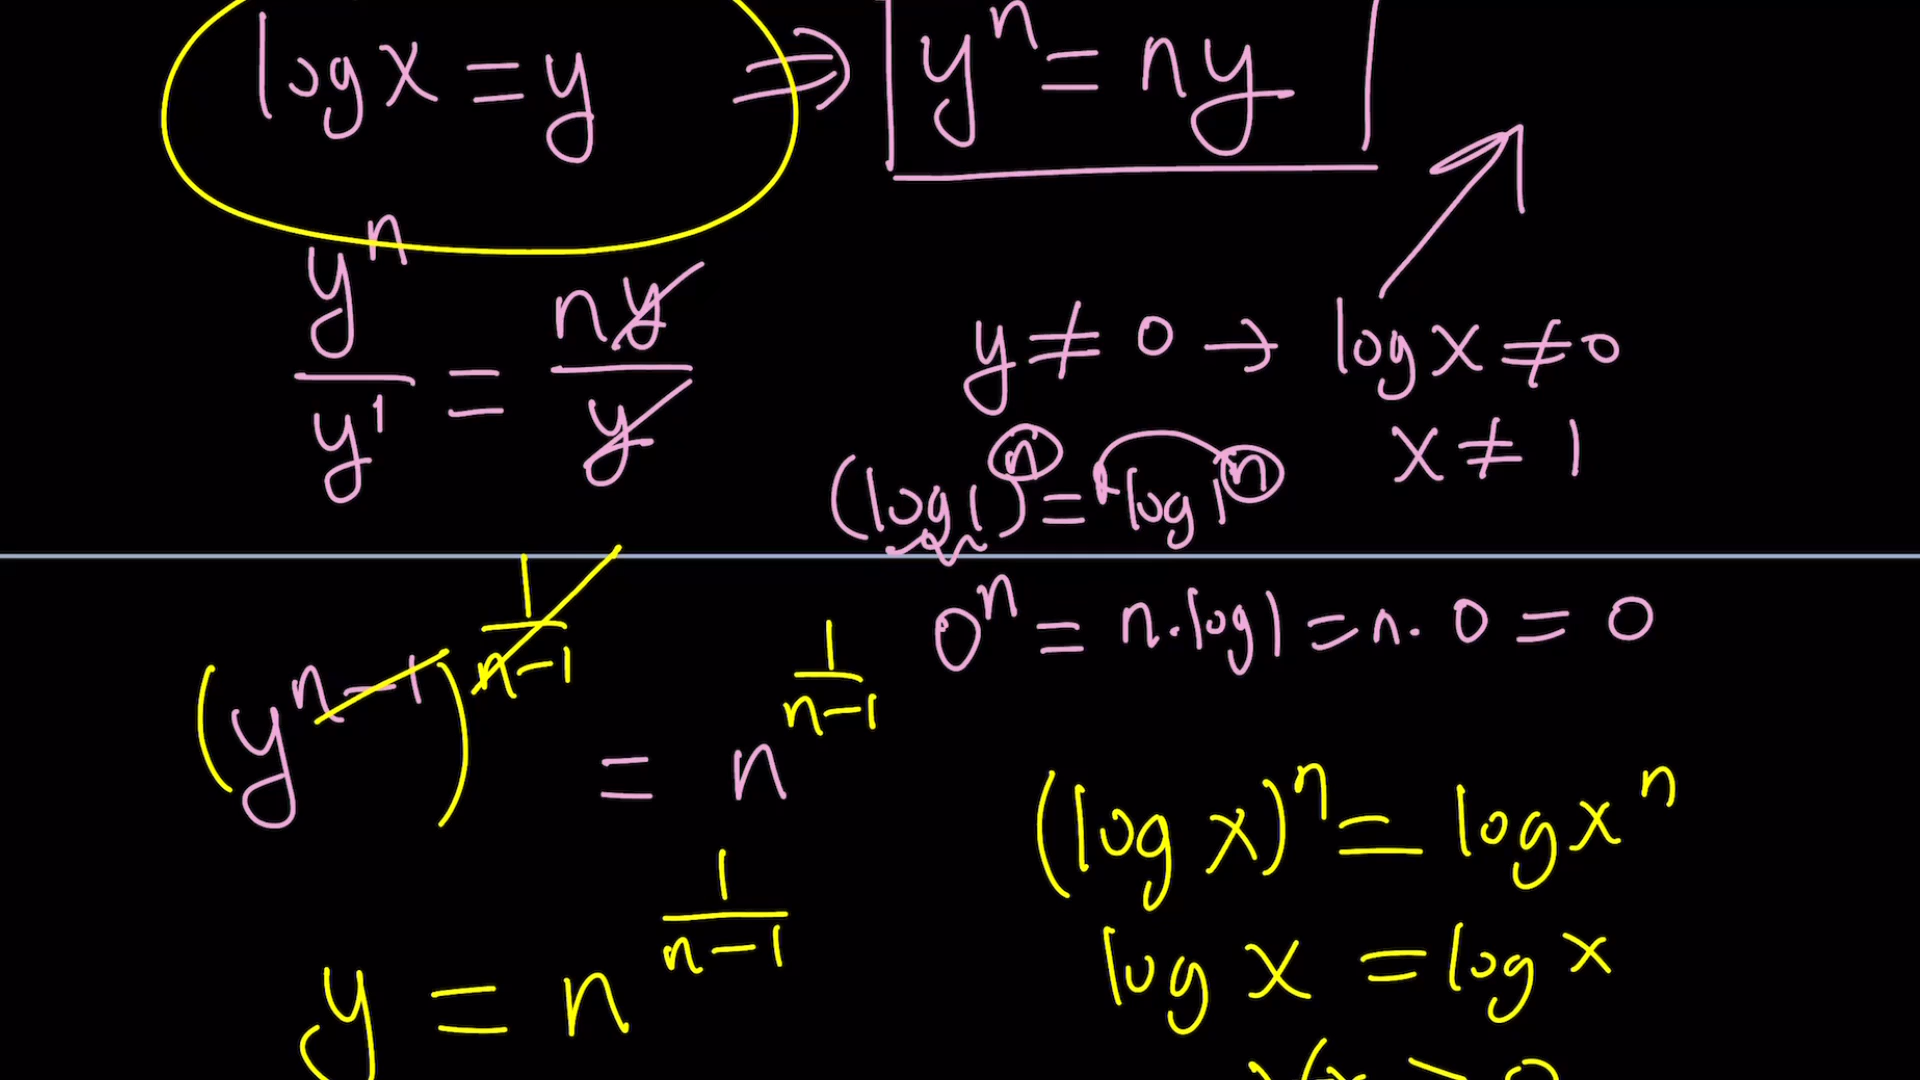 log x = y ⇒ yⁿ = ny
yⁿ/y¹ = ny/y
y ≠ 0 → log x ≠ 0
x ≠ 1
(log 1)ⁿ = log 1ⁿ
0ⁿ = n·log 1 = n·0 = 0
(yⁿ⁻¹)^(1/(n-1)) = n^(1/(n-1))
y = n^(1/(n-1))
(log x)ⁿ = log xⁿ
log x = log x